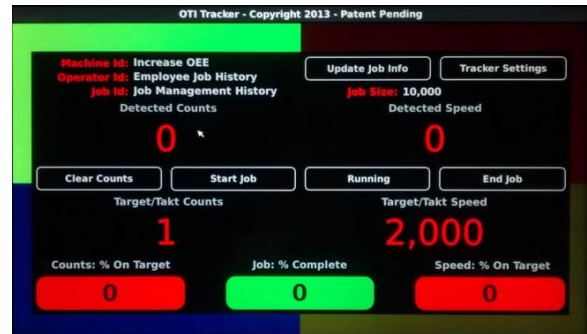 OTI Tracker - Copyright 2013 - Patent Pending
Machine Id: Increase OEE
Operator Id: Employee Job History
Job Id: Job Management History
Update Job Info
Tracker Settings
Job Size: 10,000
Detected Counts
Detected Speed
0
0
Clear Counts
Start Job
Running
End Job
Target/Takt Counts
Target/Takt Speed
1
2,000
Counts: % On Target
Job: % Complete
Speed: % On Target
0
0
0